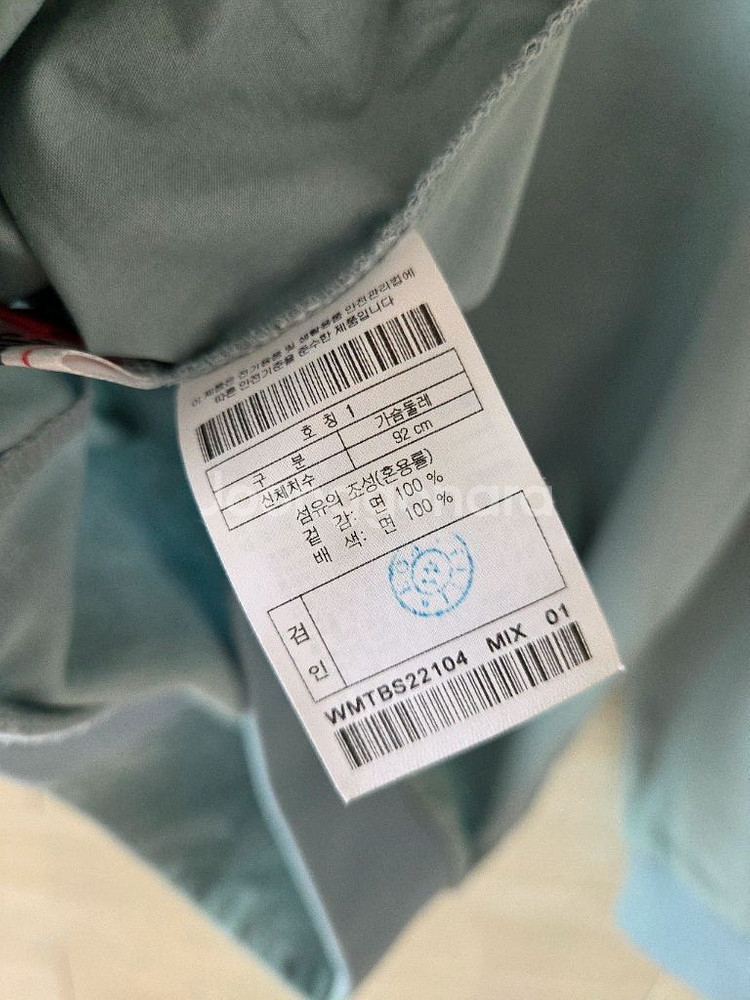 이 제품은 전기용품 및 생활용품 안전관리법에
따른 안전기준을 준수한 제품입니다
호 칭 1
구 분 가슴둘레
신체치수 92 cm
섬유의 조성(혼용률)
겉 감: 면 100 %
배 색: 면 100 %
검
인
WMTBS22104 MIX 01